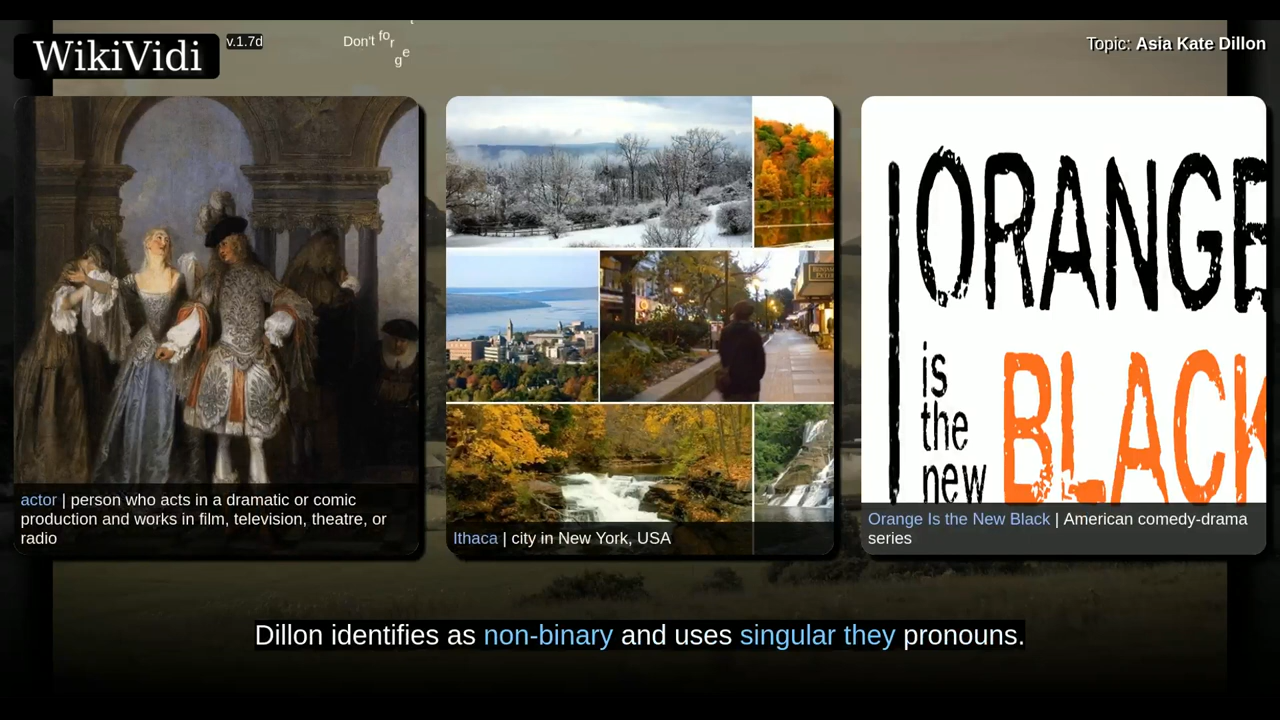 WikiVidi
v.1.7d
Don't forget
Topic: Asia Kate Dillon
actor | person who acts in a dramatic or comic
production and works in film, television, theatre, or
radio
Ithaca | city in New York, USA
ORANGE
is
the
new
BLACK
Orange Is the New Black | American comedy-drama
series
Dillon identifies as non-binary and uses singular they pronouns.